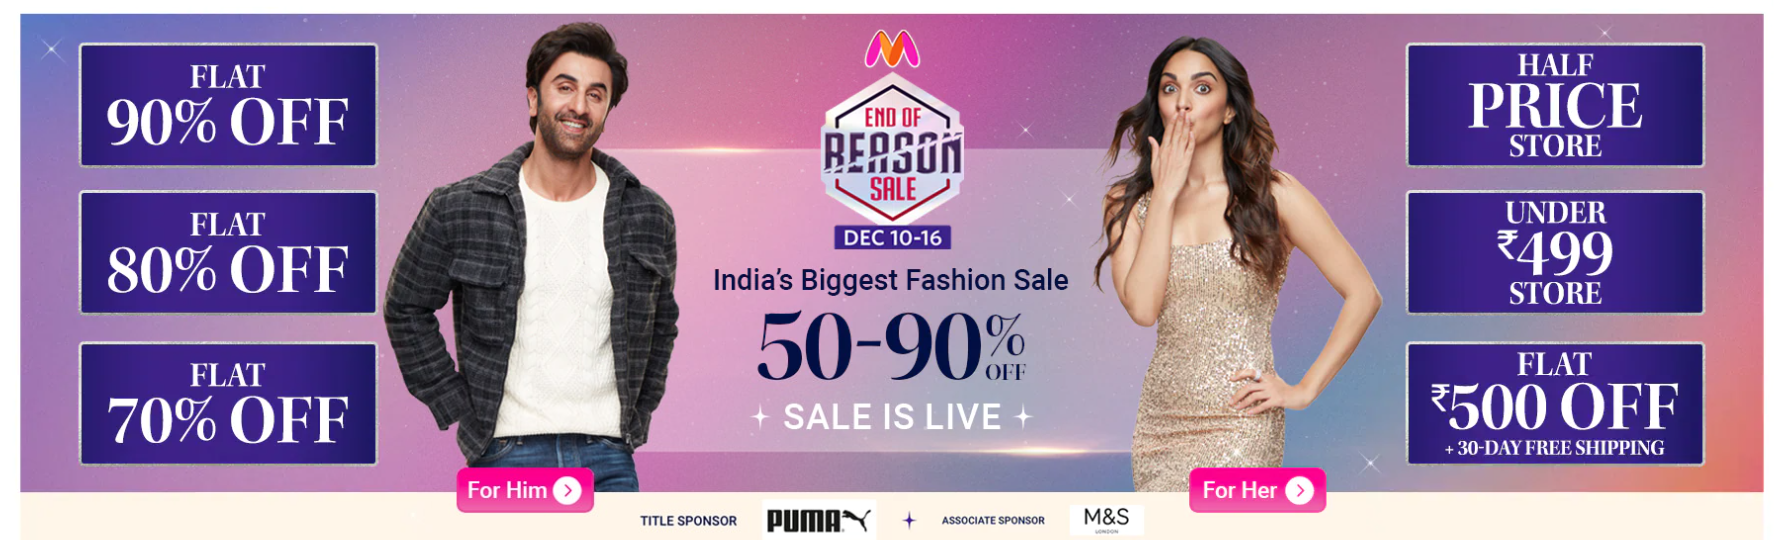 FLAT
90% OFF
FLAT
80% OFF
FLAT
70% OFF
END OF
REASON
SALE
DEC 10-16
India's Biggest Fashion Sale
50-90%
OFF
SALE IS LIVE
For Him
For Her
HALF
PRICE
STORE
UNDER
₹499
STORE
FLAT
₹500 OFF
+ 30-DAY FREE SHIPPING
TITLE SPONSOR
PUMA
ASSOCIATE SPONSOR
M&S
LONDON